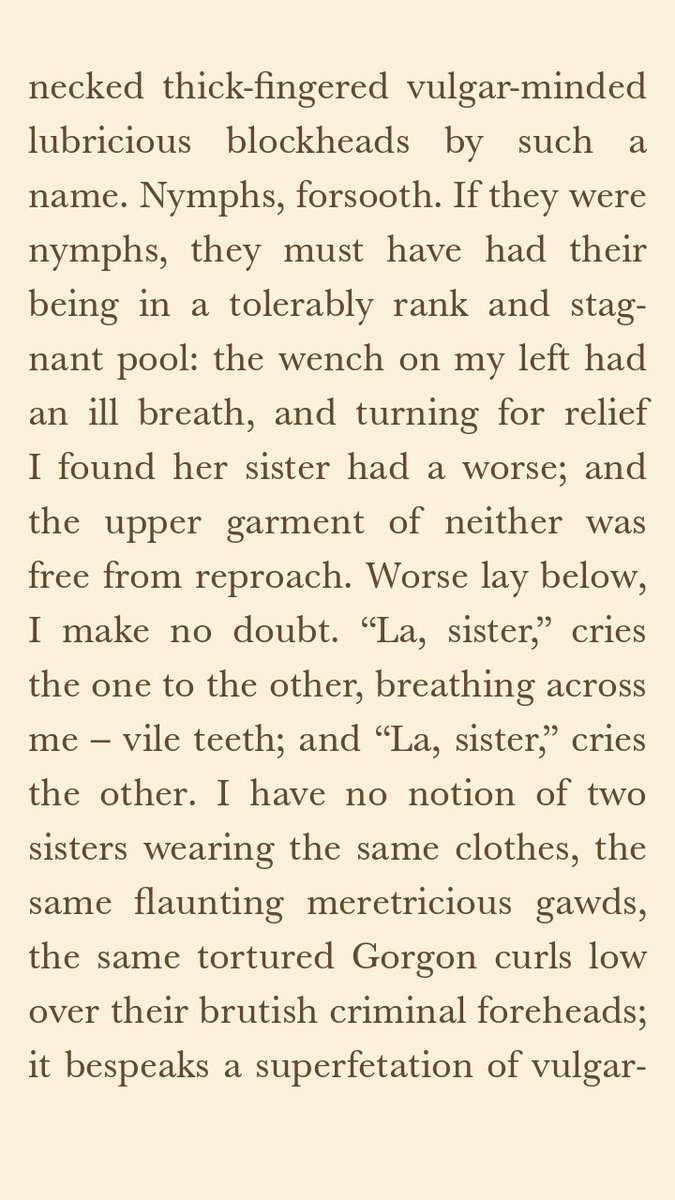 necked thick-fingered vulgar-minded
lubricious blockheads by such a
name. Nymphs, forsooth. If they were
nymphs, they must have had their
being in a tolerably rank and stag-
nant pool: the wench on my left had
an ill breath, and turning for relief
I found her sister had a worse; and
the upper garment of neither was
free from reproach. Worse lay below,
I make no doubt. “La, sister,” cries
the one to the other, breathing across
me – vile teeth; and “La, sister,” cries
the other. I have no notion of two
sisters wearing the same clothes, the
same flaunting meretricious gawds,
the same tortured Gorgon curls low
over their brutish criminal foreheads;
it bespeaks a superfetation of vulgar-